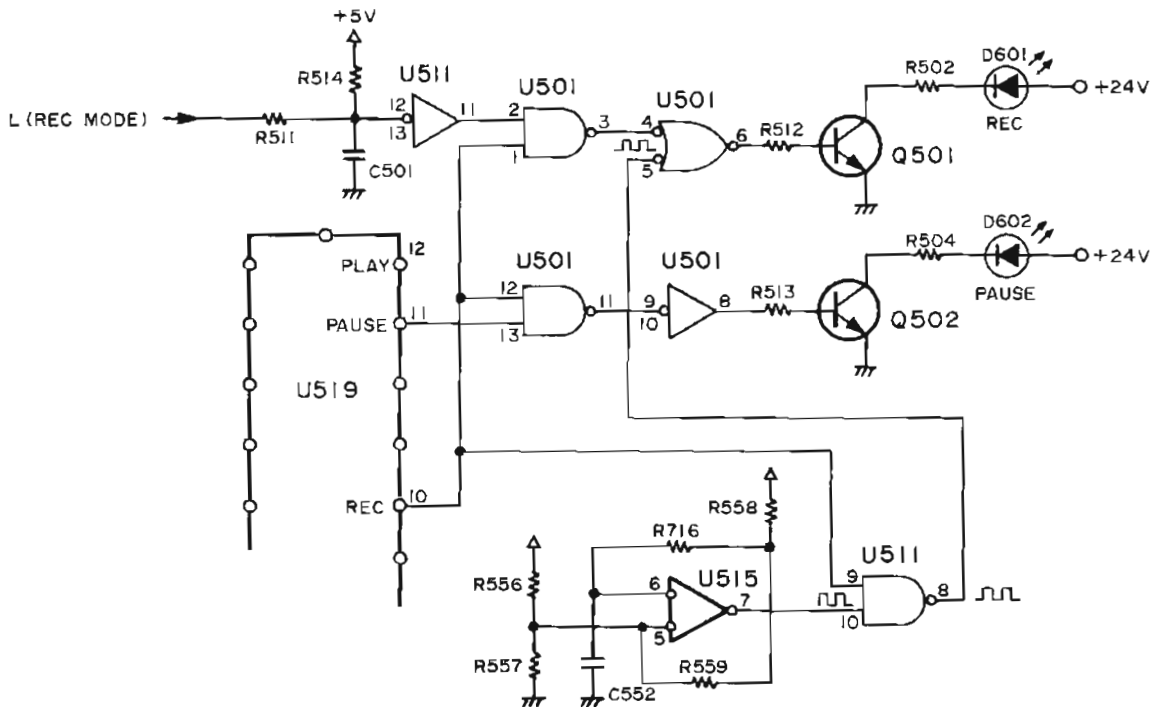 +5V
R514
U511
12
13
11
L (REC MODE)
R511
C501
U501
2
1
3
U501
4
5
6
R512
Q501
R502
D601
REC
+24V
PLAY
12
PAUSE
11
U519
REC
10
U501
12
13
11
U501
9
10
8
R513
Q502
R504
D602
PAUSE
+24V
R558
R716
R556
R557
U515
6
5
7
R559
C552
U511
9
10
8